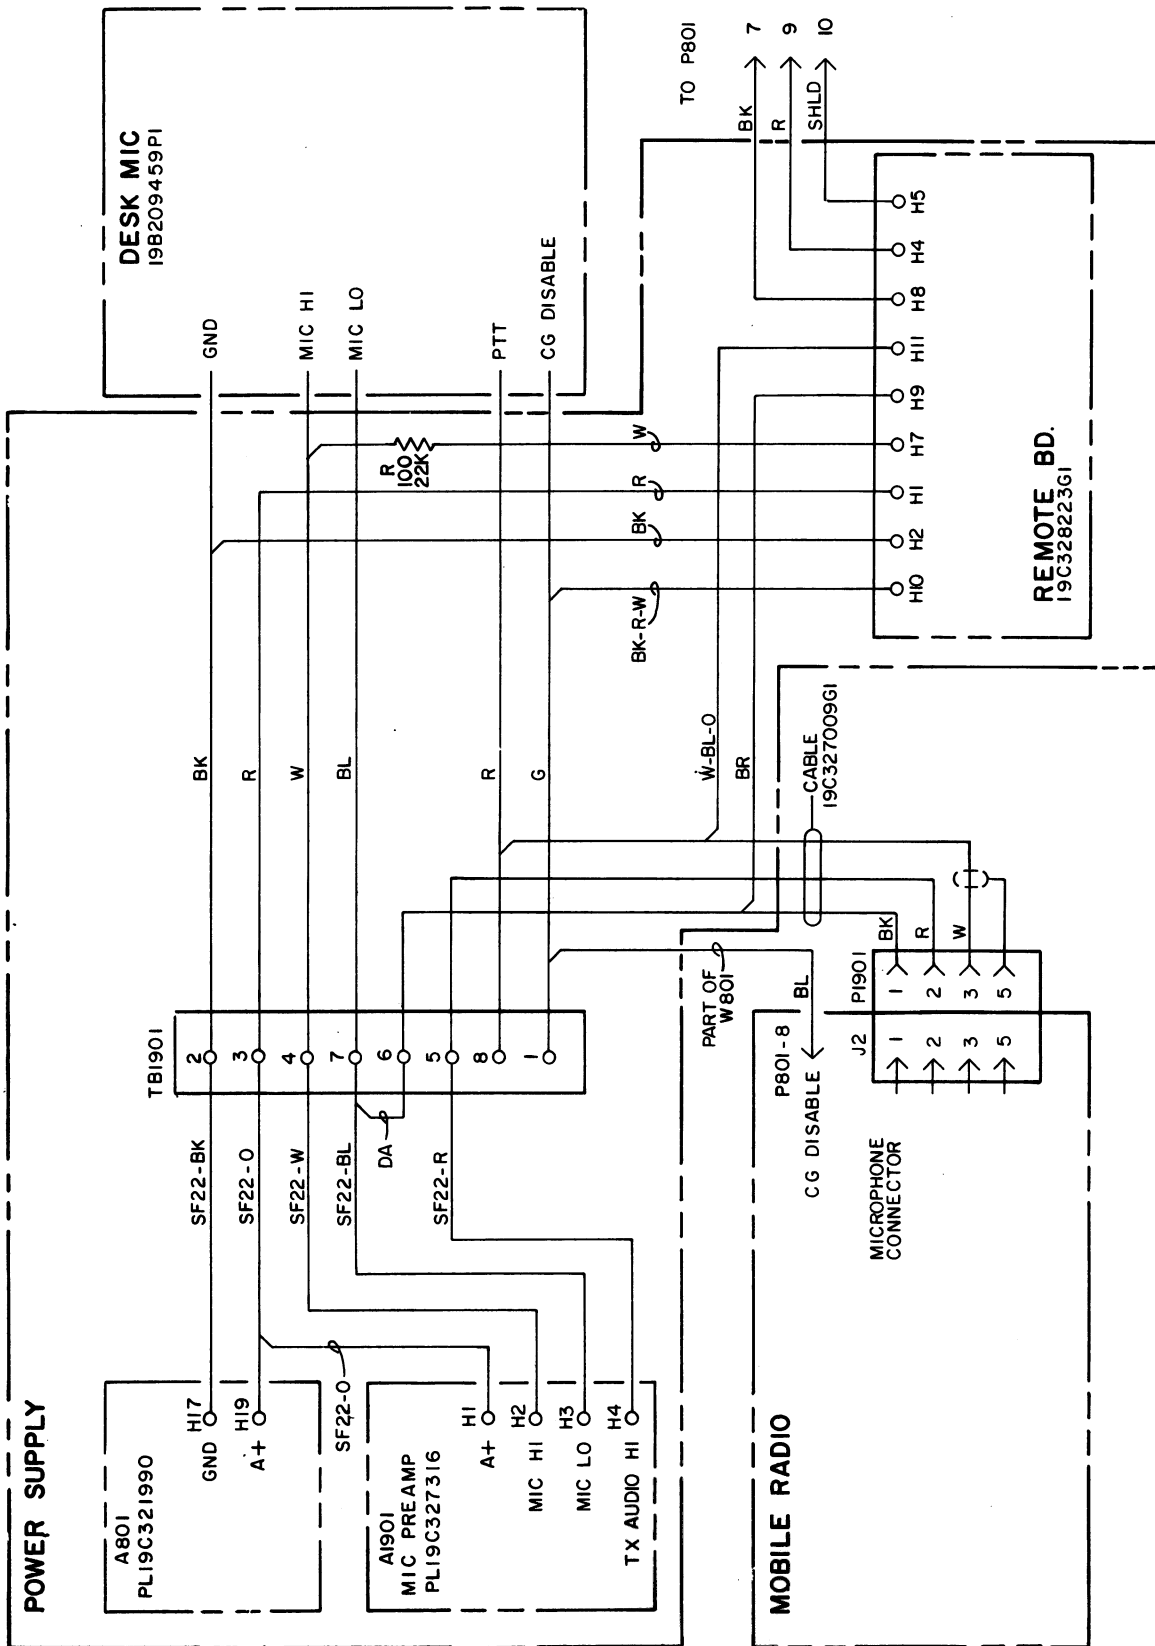 POWER SUPPLY
A801
PL19C321990
GND
H17
A+
H19
SF22-O
A1901
MIC PREAMP
PL19C327316
A+
H1
MIC HI
H2
MIC LO
H3
TX AUDIO HI
H4
SF22-BK
SF22-O
SF22-W
SF22-BL
DA
SF22-R
TB1901
2
3
4
7
6
5
8
1
BK
R
W
BL
R
G
DESK MIC
19B209459P1
GND
MIC HI
MIC LO
PTT
CG DISABLE
R
100
22K
W
R
BK
BK-R-W
W-BL-O
BR
TO P801
7
9
10
BK
R
SHLD
H5
H4
H8
H11
H9
H7
H1
H2
H10
REMOTE BD.
19C328223G1
CABLE
19C327009G1
PART OF
W801
BL
P801-8
CG DISABLE
BK
R
W
J2
P1901
1
1
2
2
3
3
5
5
MICROPHONE
CONNECTOR
MOBILE RADIO